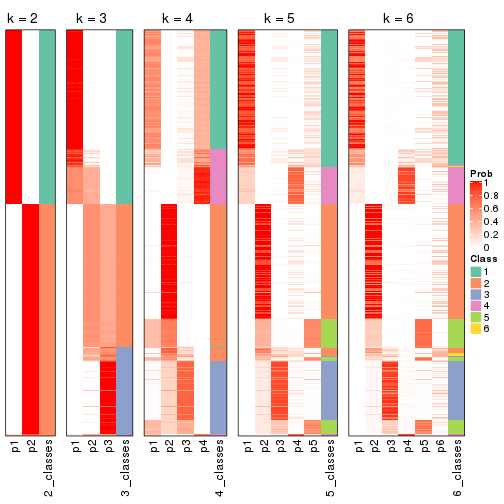 k = 2 k = 3 k = 4 k = 5 k = 6
p1 p2 2_classes
p1 p2 p3 3_classes
p1 p2 p3 p4 4_classes
p1 p2 p3 p4 p5 5_classes
p1 p2 p3 p4 p5 p6 6_classes
Prob
1
0.8
0.6
0.4
0.2
0
Class
1
2
3
4
5
6